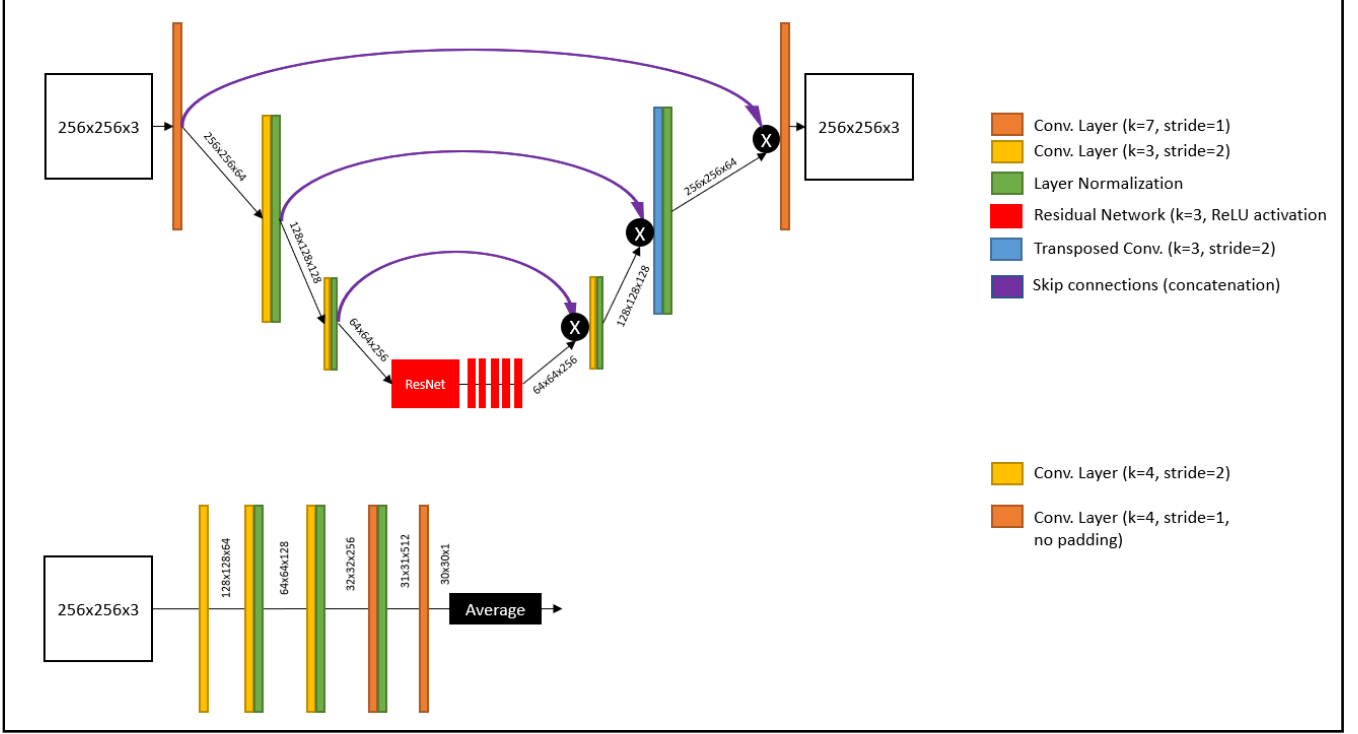 256x256x3
256x256x64
128x128x128
64x64x256
ResNet
64x64x256
X
128x128x128
X
256x256x64
X
256x256x3
Conv. Layer (k=7, stride=1)
Conv. Layer (k=3, stride=2)
Layer Normalization
Residual Network (k=3, ReLU activation
Transposed Conv. (k=3, stride=2)
Skip connections (concatenation)
256x256x3
128x128x64
64x64x128
32x32x256
31x31x512
30x30x1
Average
Conv. Layer (k=4, stride=2)
Conv. Layer (k=4, stride=1,
no padding)